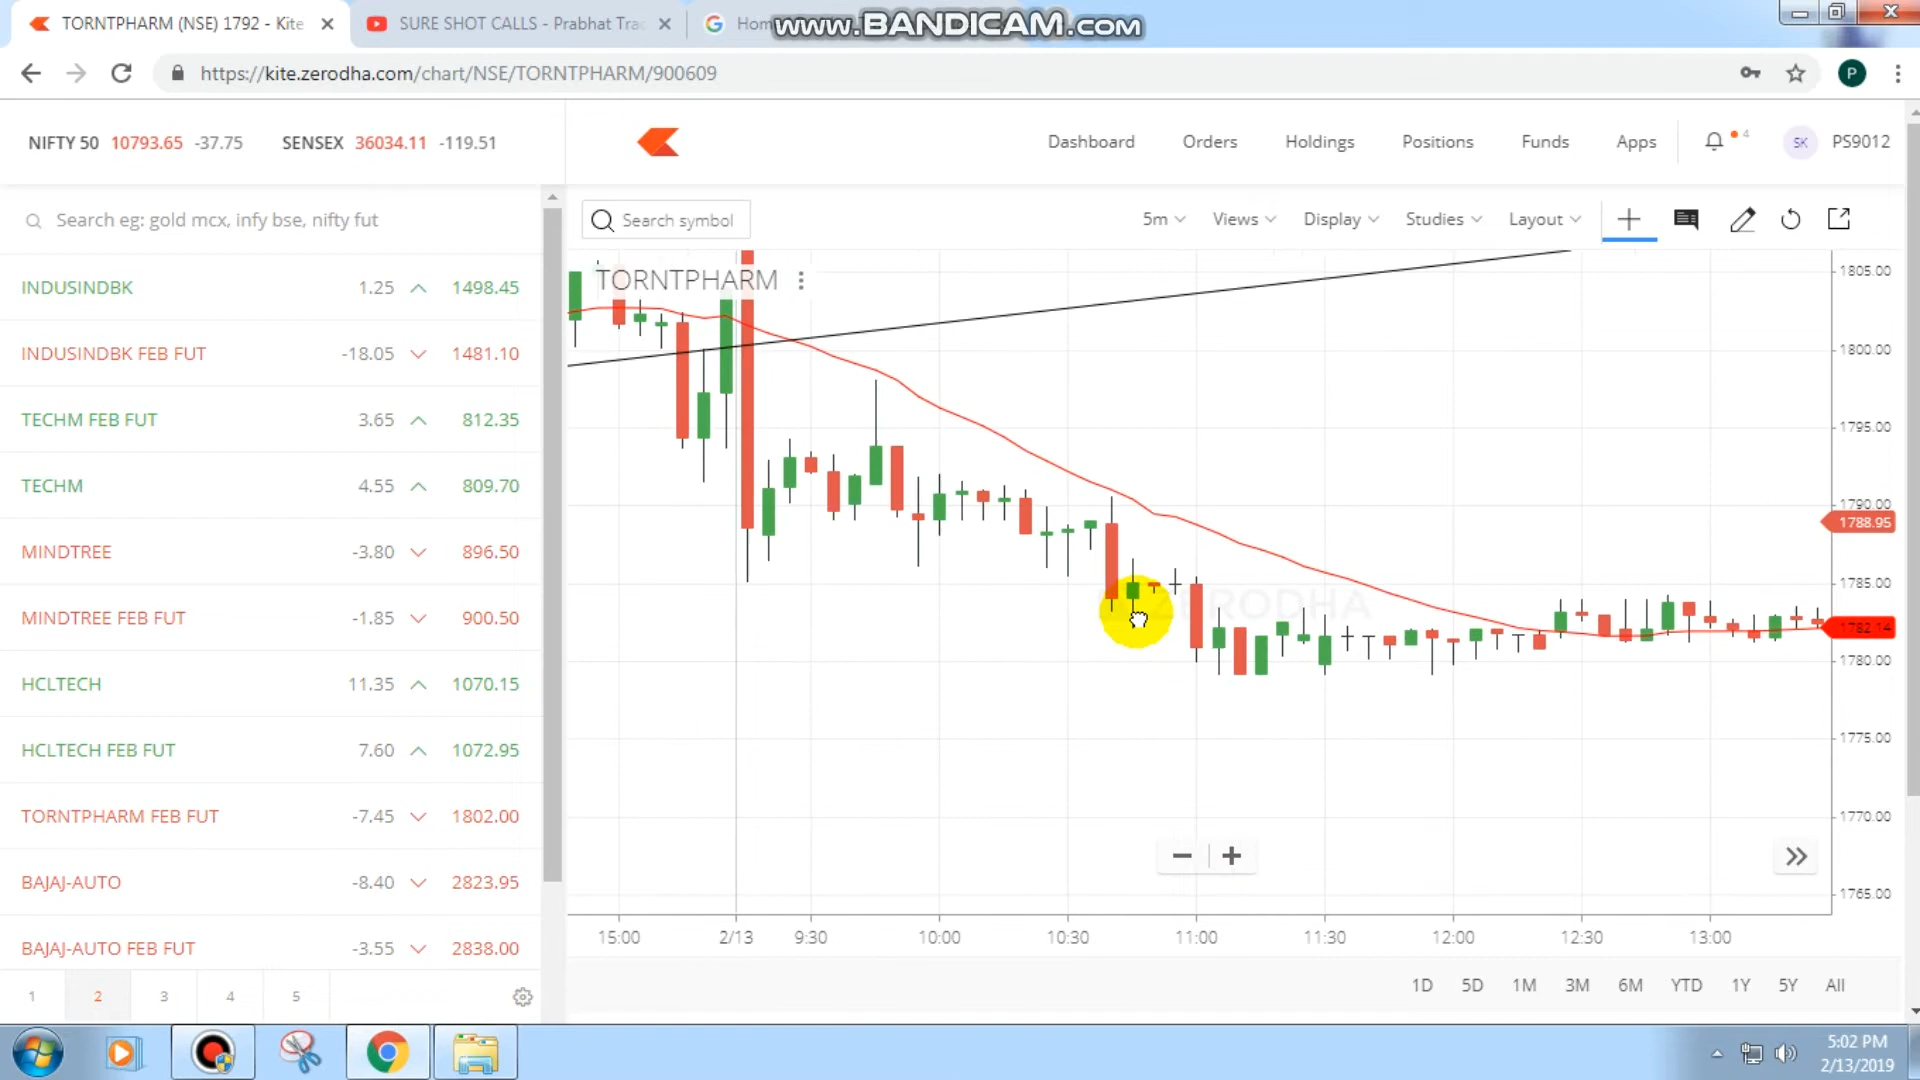 TORNTPHARM (NSE) 1792 - Kite
SURE SHOT CALLS - Prabhat Trac
Hom
www.BANDICAM.com
https://kite.zerodha.com/chart/NSE/TORNTPHARM/900609
P
NIFTY 50 10793.65 -37.75 SENSEX 36034.11 -119.51
Dashboard Orders Holdings Positions Funds Apps 4 SK PS9012
Search eg: gold mcx, infy bse, nifty fut
Search symbol
5m Views Display Studies Layout
INDUSINDBK 1.25 1498.45
INDUSINDBK FEB FUT -18.05 1481.10
TECHM FEB FUT 3.65 812.35
TECHM 4.55 809.70
MINDTREE -3.80 896.50
MINDTREE FEB FUT -1.85 900.50
HCLTECH 11.35 1070.15
HCLTECH FEB FUT 7.60 1072.95
TORNTPHARM FEB FUT -7.45 1802.00
BAJAJ-AUTO -8.40 2823.95
BAJAJ-AUTO FEB FUT -3.55 2838.00
1 2 3 4 5
TORNTPHARM
ZERODHA
1805.00
1800.00
1795.00
1790.00
1788.95
1785.00
1782.14
1780.00
1775.00
1770.00
1765.00
15:00 2/13 9:30 10:00 10:30 11:00 11:30 12:00 12:30 13:00
1D 5D 1M 3M 6M YTD 1Y 5Y All
5:02 PM
2/13/2019